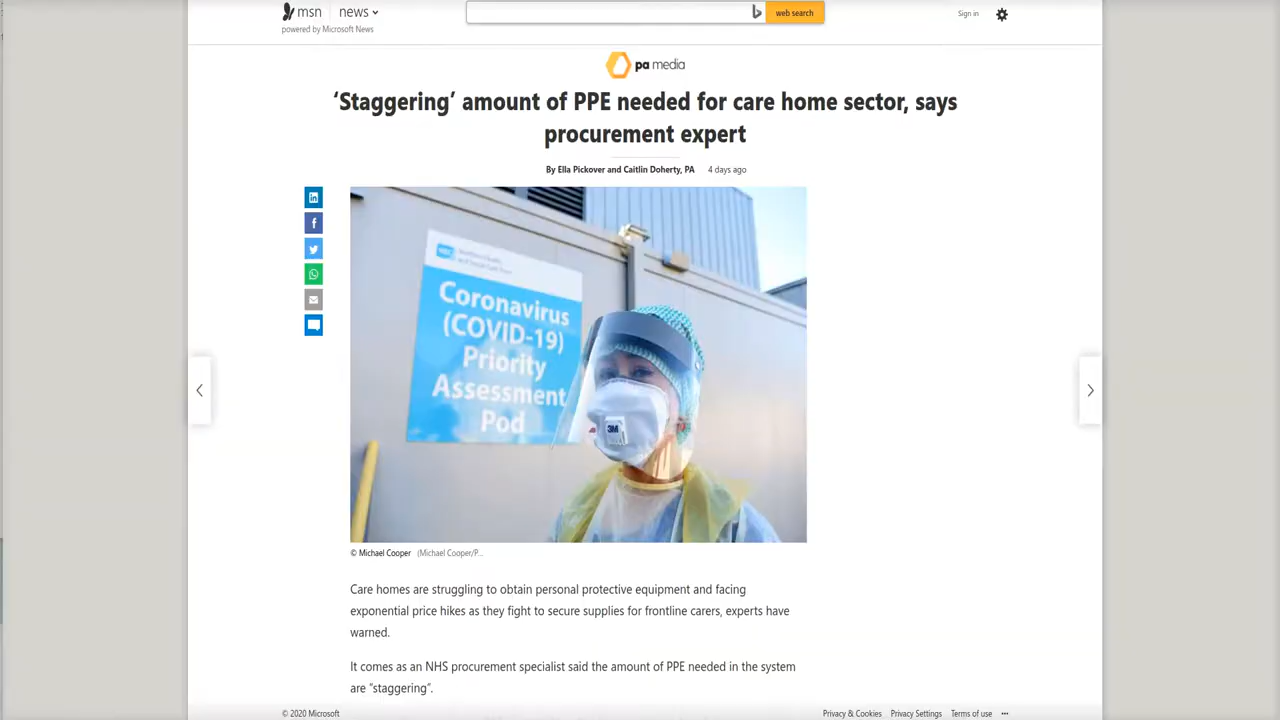 msn news
powered by Microsoft News
web search
Sign in
pa media
‘Staggering’ amount of PPE needed for care home sector, says
procurement expert
By Ella Pickover and Caitlin Doherty, PA 4 days ago
Coronavirus
(COVID-19)
Priority
Assessment
Pod
3M
© Michael Cooper (Michael Cooper/P...
Care homes are struggling to obtain personal protective equipment and facing
exponential price hikes as they fight to secure supplies for frontline carers, experts have
warned.
It comes as an NHS procurement specialist said the amount of PPE needed in the system
are “staggering”.
© 2020 Microsoft
Privacy & Cookies Privacy Settings Terms of use ...